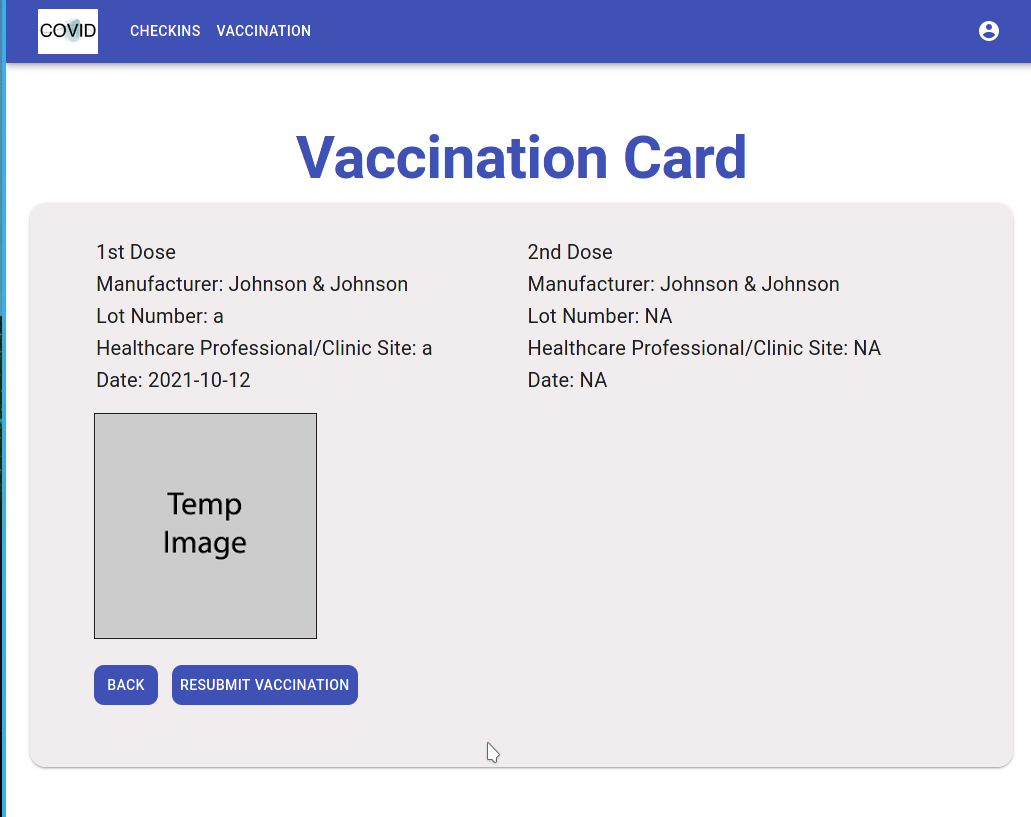 COVID
CHECKINS VACCINATION
Vaccination Card
1st Dose
Manufacturer: Johnson & Johnson
Lot Number: a
Healthcare Professional/Clinic Site: a
Date: 2021-10-12
2nd Dose
Manufacturer: Johnson & Johnson
Lot Number: NA
Healthcare Professional/Clinic Site: NA
Date: NA
Temp
Image
BACK
RESUBMIT VACCINATION